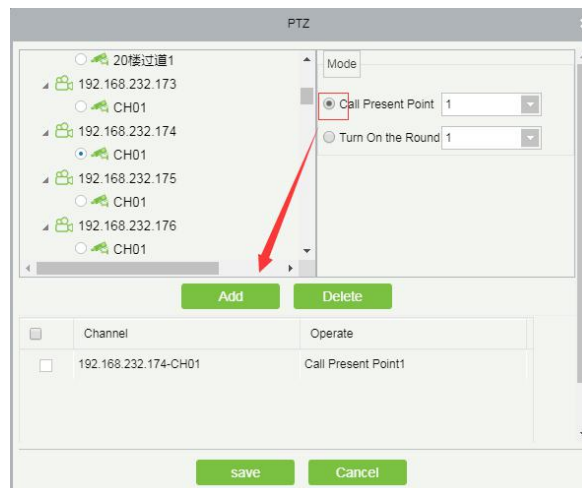 PTZ
20楼过道1
192.168.232.173
CH01
192.168.232.174
CH01
192.168.232.175
CH01
192.168.232.176
CH01
Mode
Call Present Point 1
Turn On the Round 1
Add Delete
Channel Operate
192.168.232.174-CH01 Call Present Point1
save Cancel